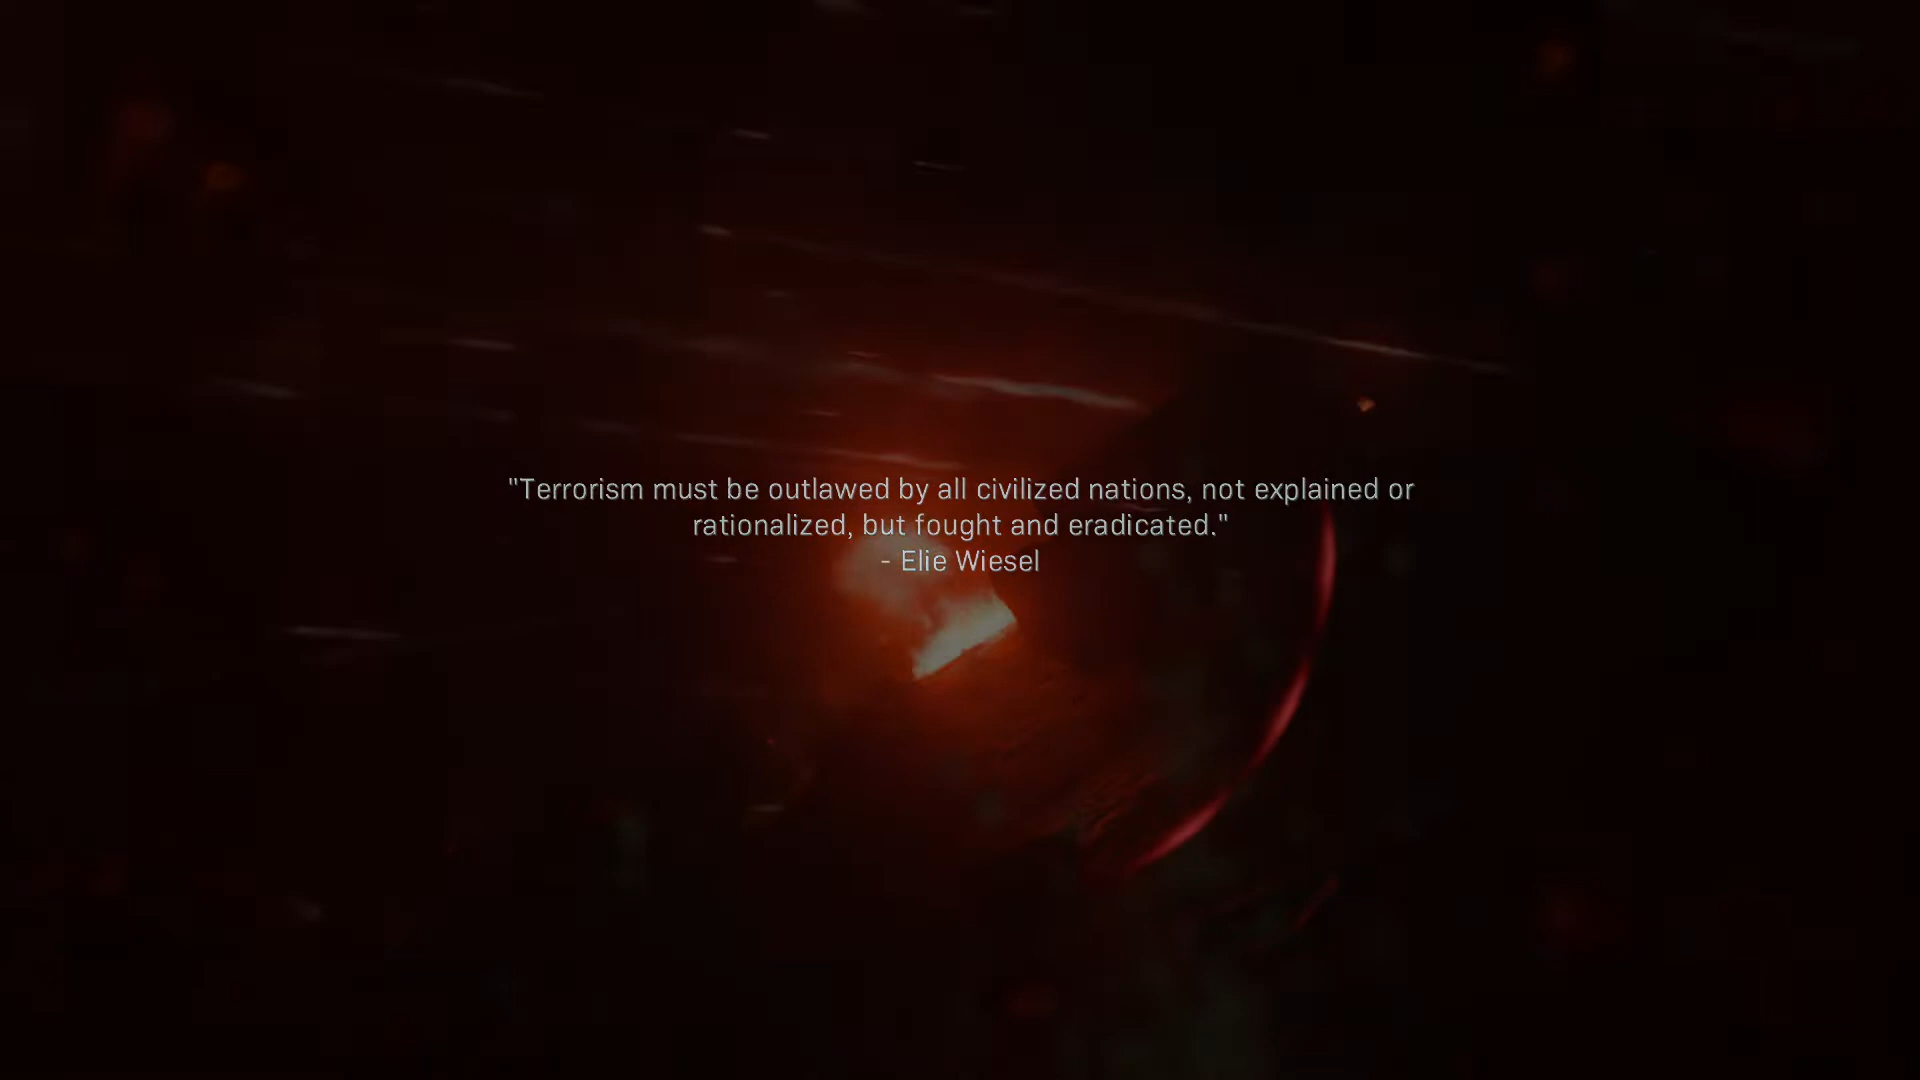 "Terrorism must be outlawed by all civilized nations, not explained or
rationalized, but fought and eradicated."
- Elie Wiesel